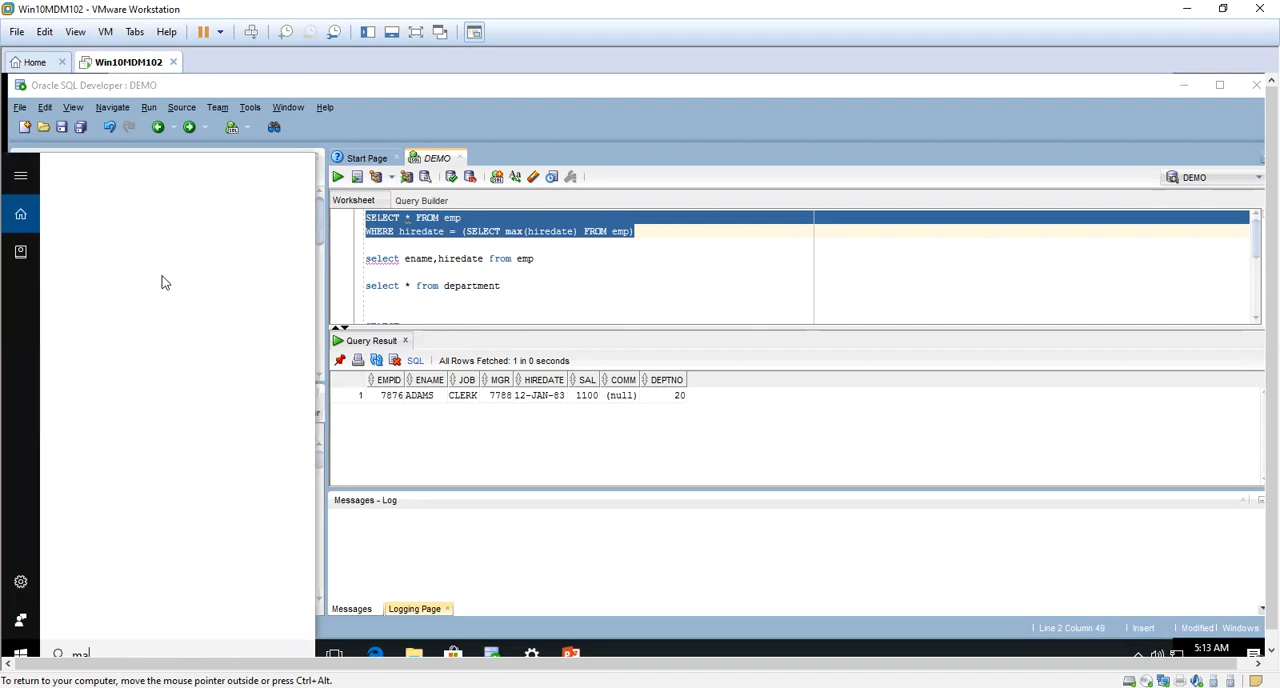 Win10MDM102 - VMware Workstation
File Edit View VM Tabs Help
Home Win10MDM102
Oracle SQL Developer : DEMO
File Edit View Navigate Run Source Team Tools Window Help
Start Page DEMO
DEMO
Worksheet Query Builder
SELECT * FROM emp
WHERE hiredate = (SELECT max(hiredate) FROM emp)
select ename,hiredate from emp
select * from department
Query Result
SQL All Rows Fetched: 1 in 0 seconds
EMPID ENAME JOB MGR HIREDATE SAL COMM DEPTNO
1 7876 ADAMS CLERK 7788 12-JAN-83 1100 (null) 20
Messages - Log
Messages Logging Page
Line 2 Column 49 Insert Modified Windows:
ma
5:13 AM
To return to your computer, move the mouse pointer outside or press Ctrl+Alt.